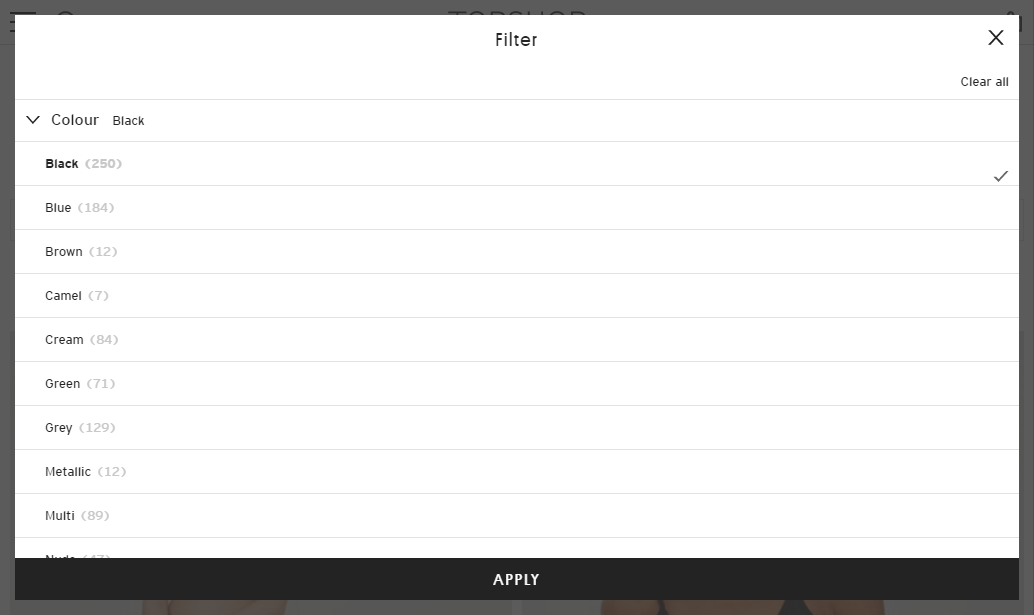 TOPSHOP
Filter
Clear all
Colour Black
Black (250)
Blue (184)
Brown (12)
Camel (7)
Cream (84)
Green (71)
Grey (129)
Metallic (12)
Multi (89)
Nude (47)
APPLY